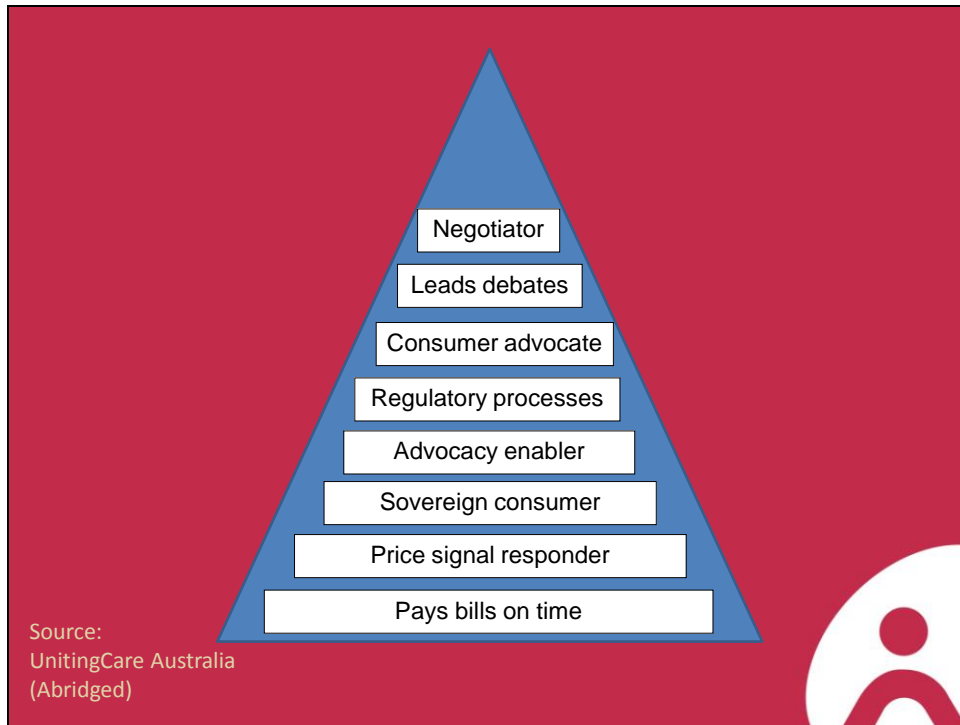 Negotiator
Leads debates
Consumer advocate
Regulatory processes
Advocacy enabler
Sovereign consumer
Price signal responder
Pays bills on time
Source:
UnitingCare Australia
(Abridged)